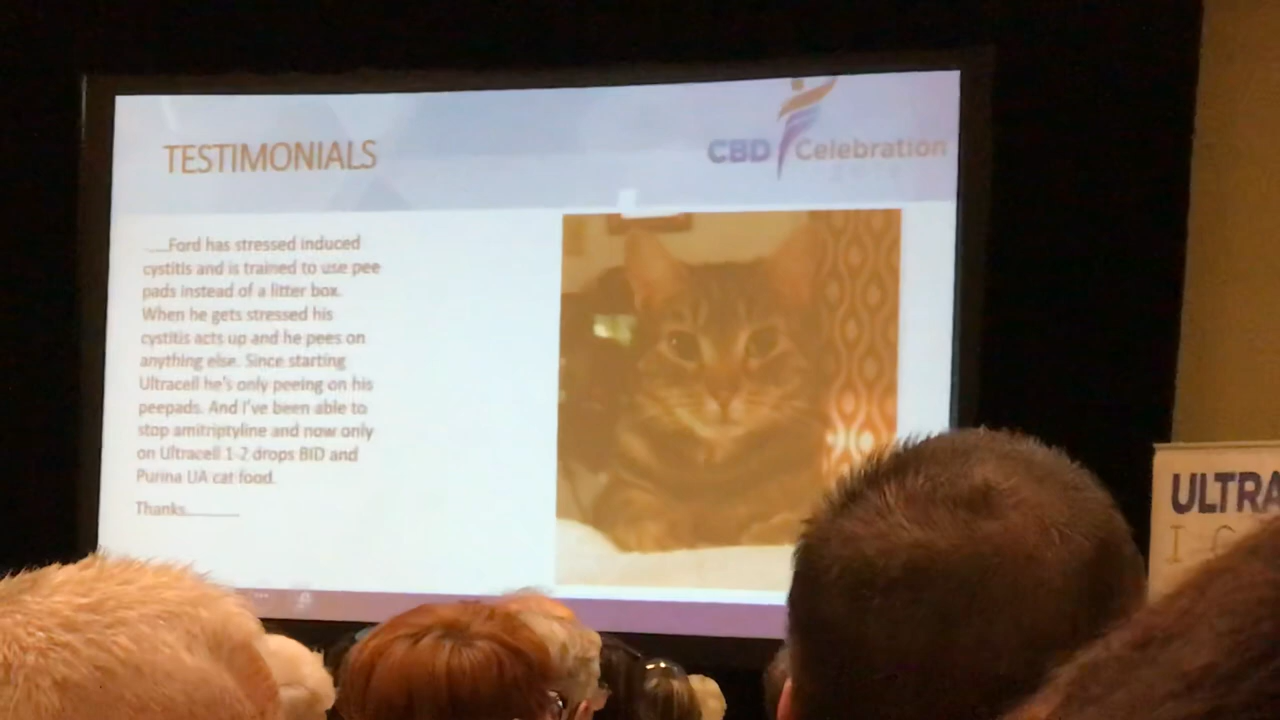 TESTIMONIALS
CBD Celebration
___Ford has stressed induced
cystitis and is trained to use pee
pads instead of a litter box.
When he gets stressed his
cystitis acts up and he pees on
anything else. Since starting
Ultracell he's only peeing on his
peepads. And I've been able to
stop amitriptyline and now only
on Ultracell 1-2 drops BID and
Purina UA cat food.
Thanks________
ULTRA